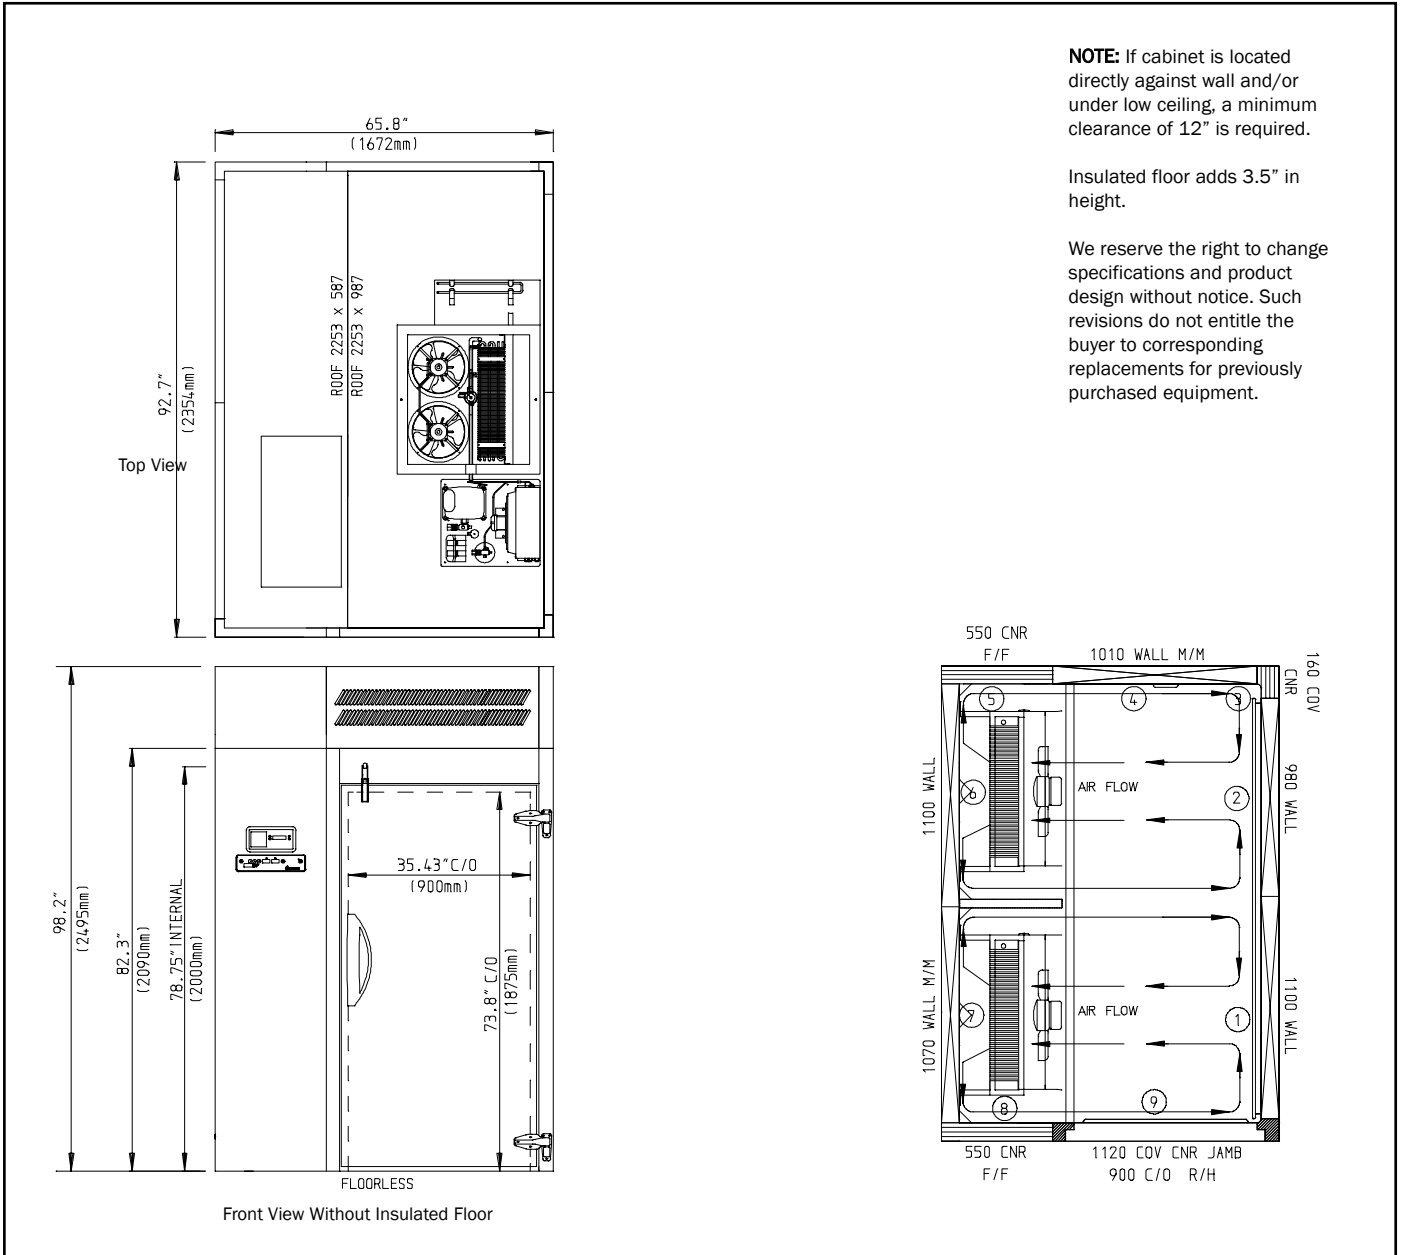 NOTE: If cabinet is located
directly against wall and/or
under low ceiling, a minimum
clearance of 12” is required.
Insulated floor adds 3.5” in
height.
We reserve the right to change
specifications and product
design without notice. Such
revisions do not entitle the
buyer to corresponding
replacements for previously
purchased equipment.
65.8"
(1672mm)
92.7"
(2354mm)
ROOF 2253 x 587
ROOF 2253 x 987
Top View
98.2"
(2495mm)
82.3"
(2090mm)
78.75" INTERNAL
(2000mm)
35.43"C/O
(900mm)
73.8" C/O
(1875mm)
FLOORLESS
Front View Without Insulated Floor
550 CNR
F/F
1010 WALL M/M
160 COV
CNR
5
4
3
1100 WALL
6
AIR FLOW
2
980 WALL
1070 WALL M/M
7
AIR FLOW
1
1100 WALL
8
9
550 CNR
F/F
1120 COV CNR JAMB
900 C/O R/H